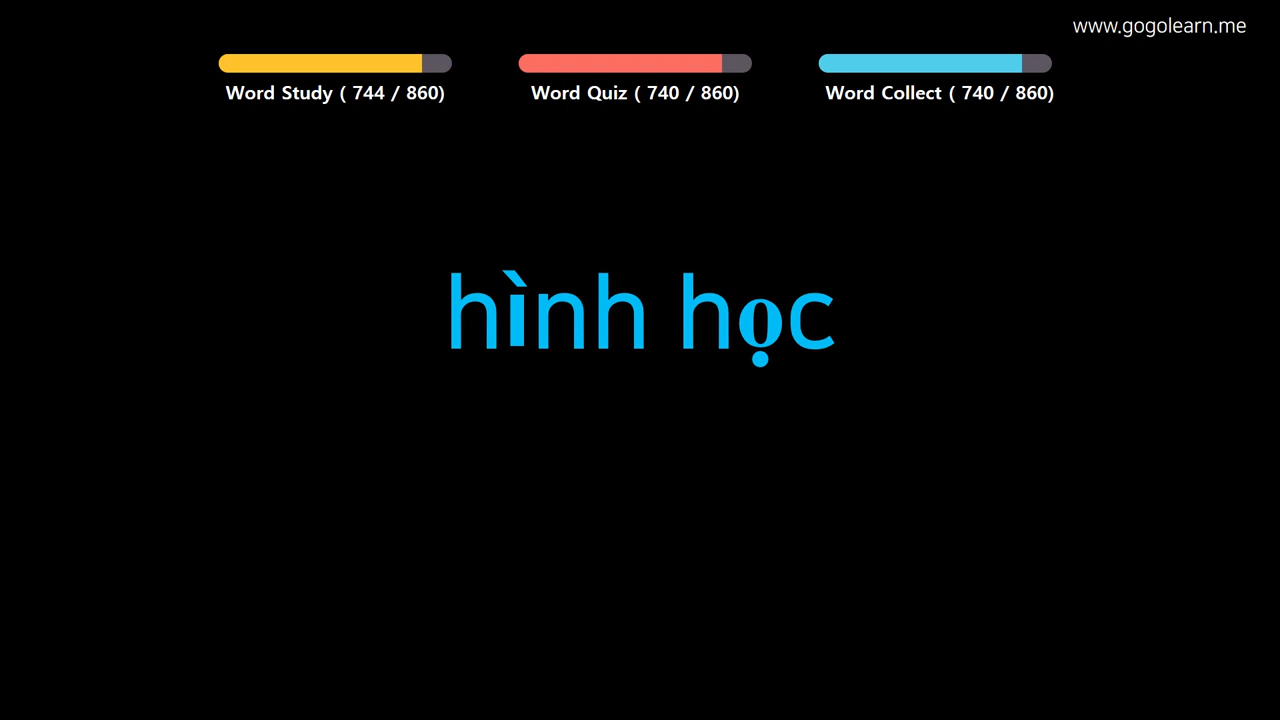 www.gogolearn.me
Word Study ( 744 / 860)
Word Quiz ( 740 / 860)
Word Collect ( 740 / 860)
hình học